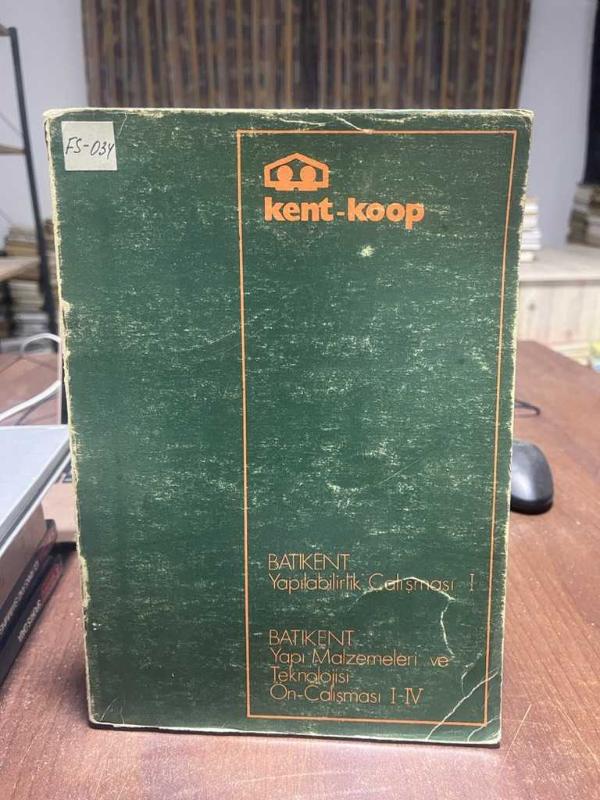 FS-034
kent-koop
BATIKENT
Yapılabilirlik Çalışması I
BATIKENT
Yapı Malzemeleri ve
Teknolojisi
Ön-Çalışması I-IV